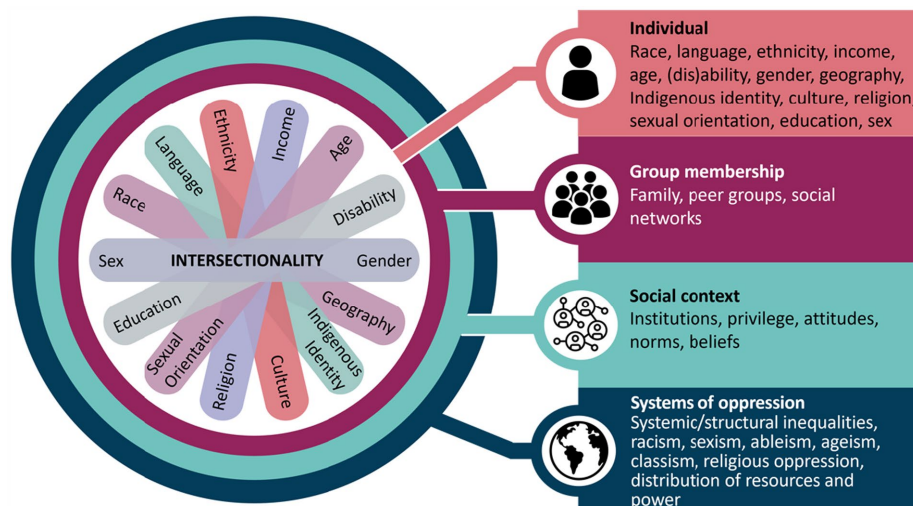 Ethnicity
Income
Language
Age
Race
Disability
Sex
INTERSECTIONALITY
Gender
Education
Geography
Sexual
Orientation
Religion
Culture
Indigenous
Identity
Individual
Race, language, ethnicity, income,
age, (dis)ability, gender, geography,
Indigenous identity, culture, religion
sexual orientation, education, sex
Group membership
Family, peer groups, social
networks
Social context
Institutions, privilege, attitudes,
norms, beliefs
Systems of oppression
Systemic/structural inequalities,
racism, sexism, ableism, ageism,
classism, religious oppression,
distribution of resources and
power